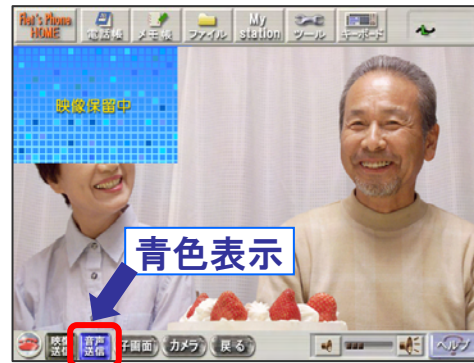 Flet's Phone
HOME
電話帳
メモ帳
ファイル
My
station
ツール
キーボード
映像保留中
青色表示
映像
送信
音声
送信
子画面
カメラ
戻る
ヘルプ